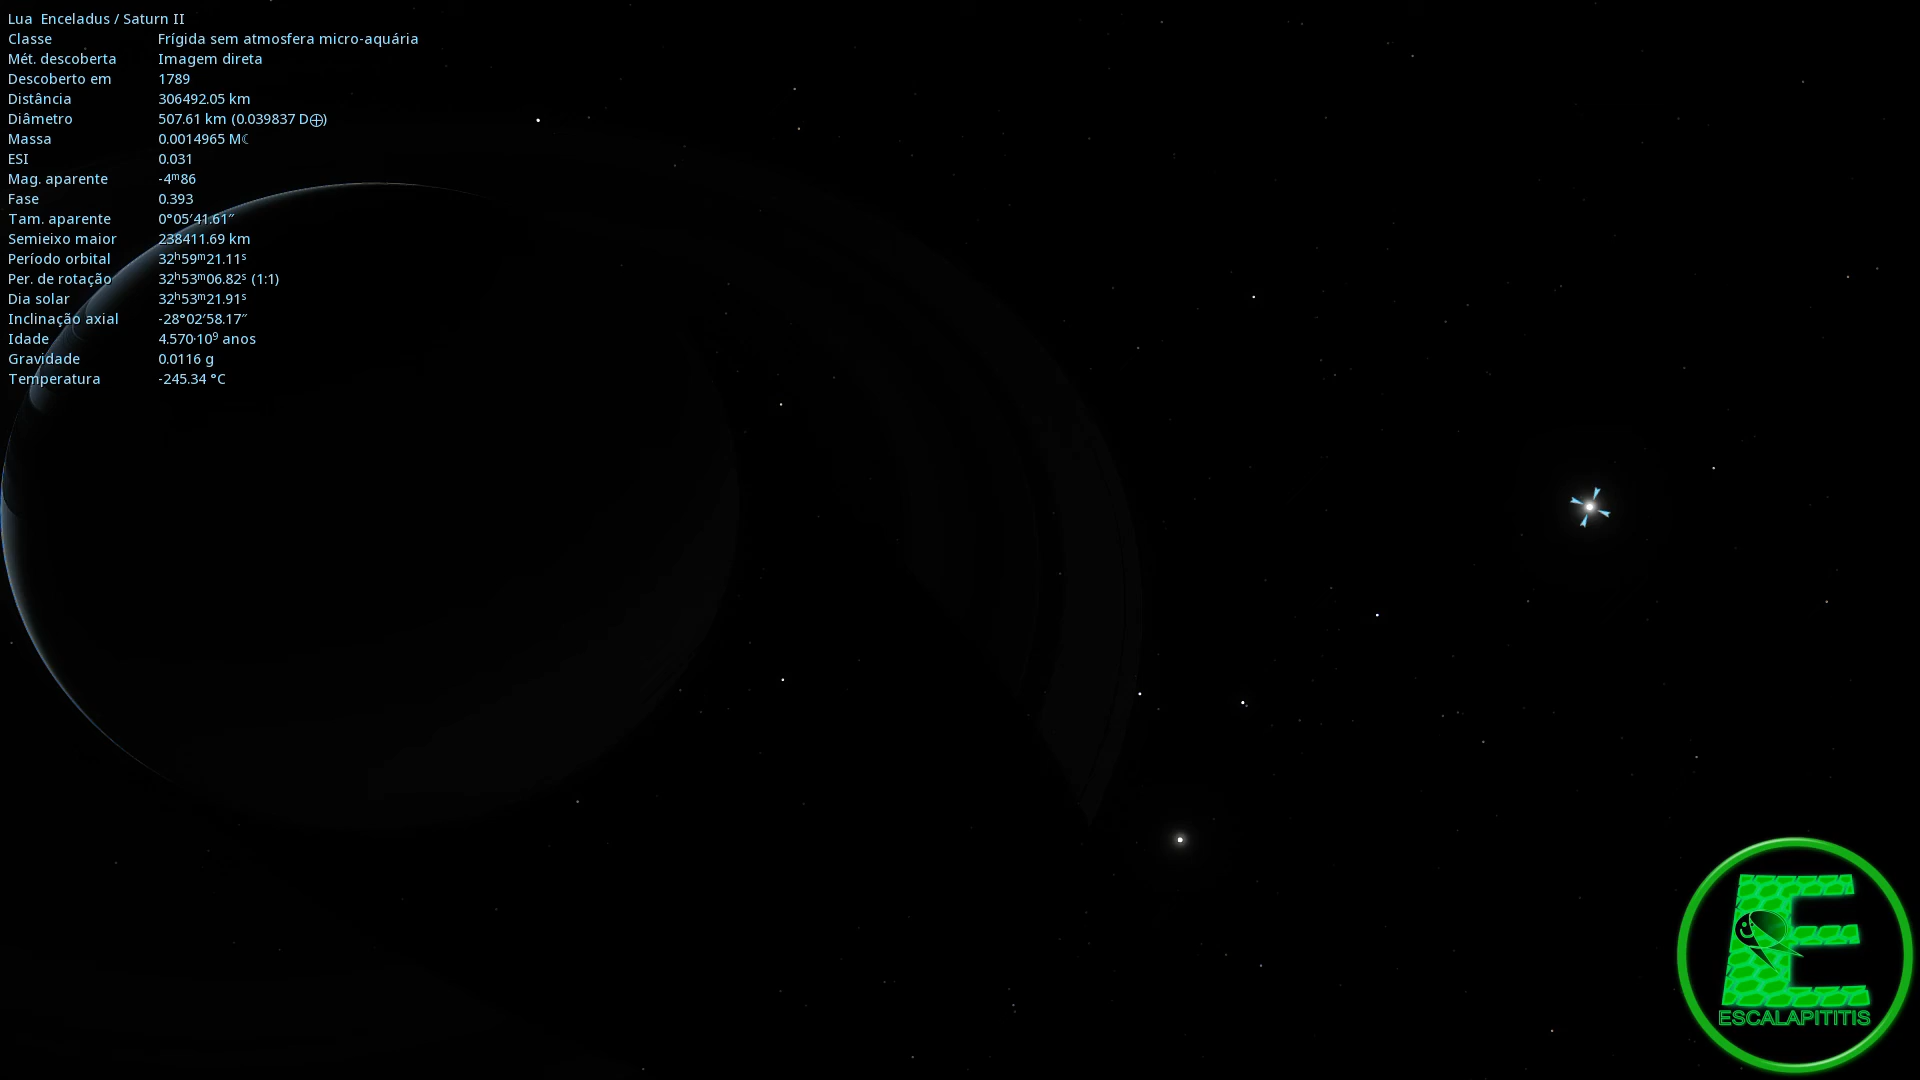 Lua  Enceladus / Saturn II
Classe Frígida sem atmosfera micro-aquária
Mét. descoberta Imagem direta
Descoberto em 1789
Distância 306492.05 km
Diâmetro 507.61 km (0.039837 D⨁)
Massa 0.0014965 M☾
ESI 0.031
Mag. aparente -4ᵐ86
Fase 0.393
Tam. aparente 0°05′41.61″
Semieixo maior 238411.69 km
Período orbital 32ʰ59ᵐ21.11ˢ
Per. de rotação 32ʰ53ᵐ06.82ˢ (1:1)
Dia solar 32ʰ53ᵐ21.91ˢ
Inclinação axial -28°02′58.17″
Idade 4.570·10⁹ anos
Gravidade 0.0116 g
Temperatura -245.34 °C
E
ESCALAPITITIS